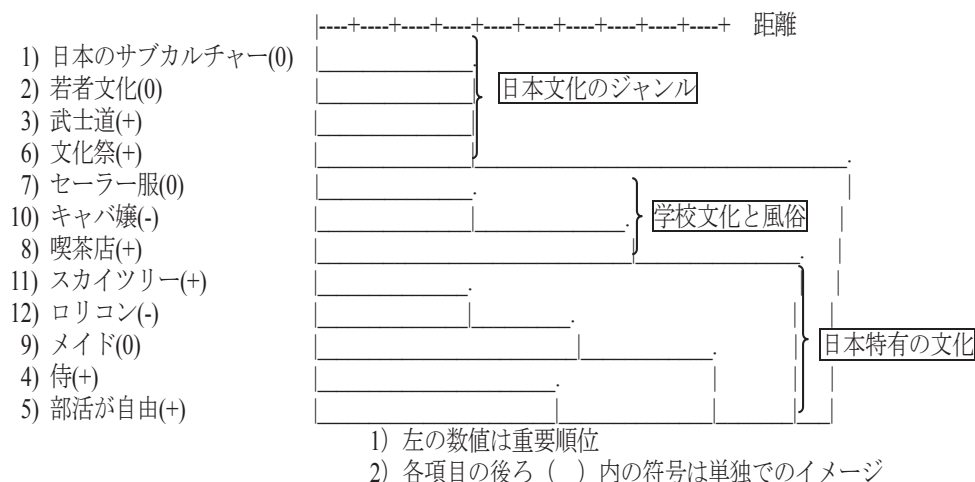 |----+----+----+----+----+----+----+----+----+----+ 距離
1) 日本のサブカルチャー(0)
2) 若者文化(0)
3) 武士道(+)
6) 文化祭(+)
日本文化のジャンル
7) セーラー服(0)
10) キャバ嬢(-)
8) 喫茶店(+)
学校文化と風俗
11) スカイツリー(+)
12) ロリコン(-)
9) メイド(0)
4) 侍(+)
5) 部活が自由(+)
日本特有の文化
1）左の数値は重要順位
2）各項目の後ろ（　）内の符号は単独でのイメージ